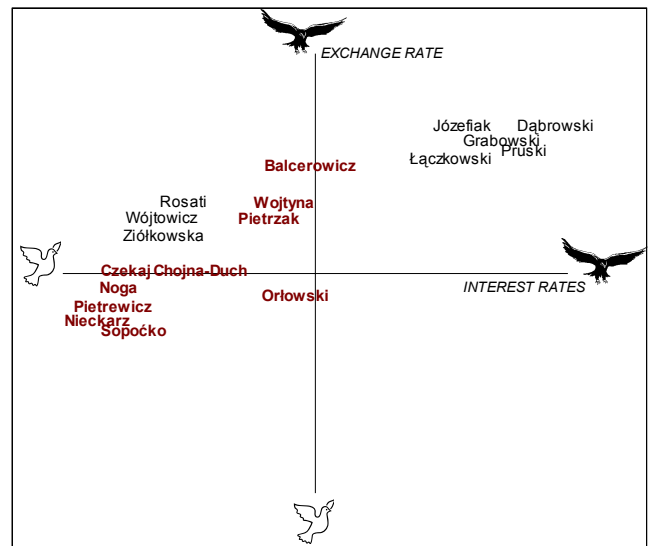 EXCHANGE RATE
Józefiak
Dąbrowski
Grabowski
Pruski
Łączkowski
Balcerowicz
Rosati
Wojtyna
Wójtowicz
Pietrzak
Ziółkowska
Czekaj Chojna-Duch
Noga
INTEREST RATES
Orłowski
Pietrewicz
Nieckarz
Sopoćko